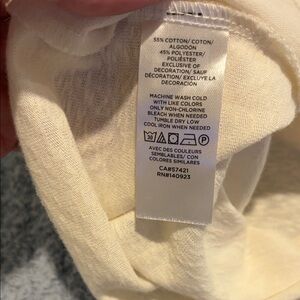 55% COTTON/ COTON/
ALGODÓN
45% POLYESTER/
POLIÉSTER
EXCLUSIVE OF
DECORATION/ SAUF
DÉCORATION/ EXCLUYE LA
DECORACIÓN
MACHINE WASH COLD
WITH LIKE COLORS
ONLY NON-CHLORINE
BLEACH WHEN NEEDED
TUMBLE DRY LOW
COOL IRON WHEN NEEDED
AVEC DES COULEURS
SEMBLABLES/ CON
COLORES SIMILARES
CA#57421
RN#140923